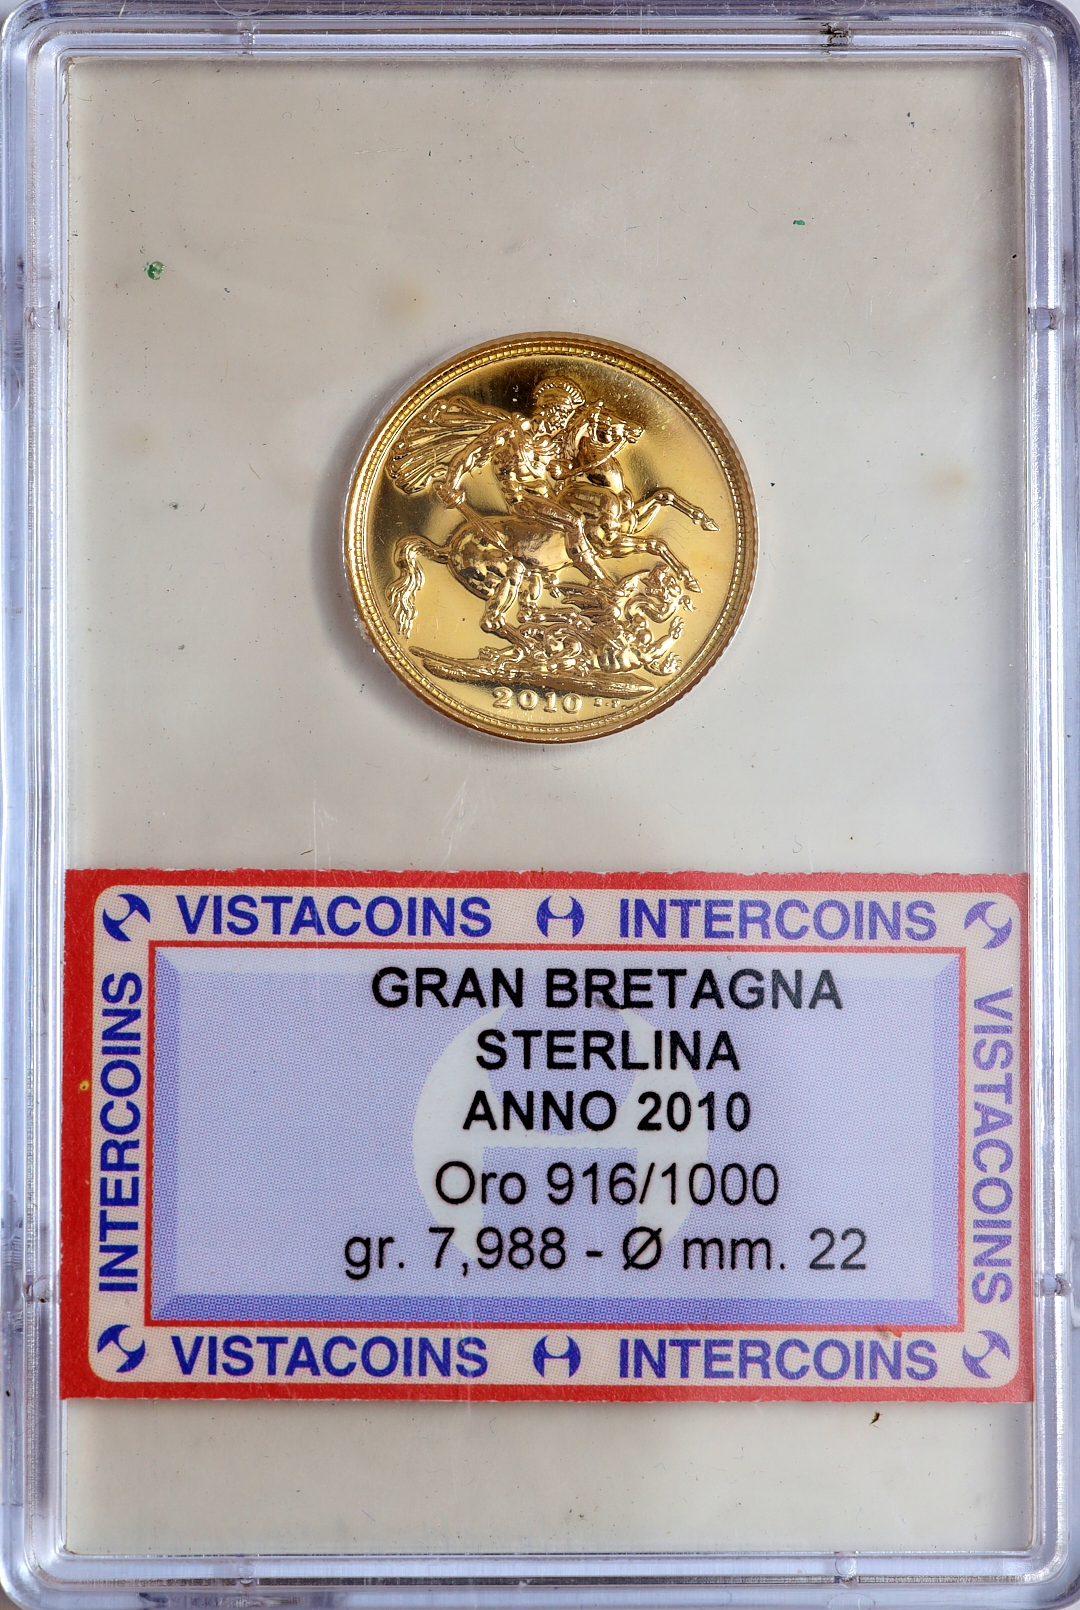 2010
VISTACOINS INTERCOINS
INTERCOINS
VISTACOINS
GRAN BRETAGNA
STERLINA
ANNO 2010
Oro 916/1000
gr. 7,988 - Ø mm. 22
VISTACOINS INTERCOINS